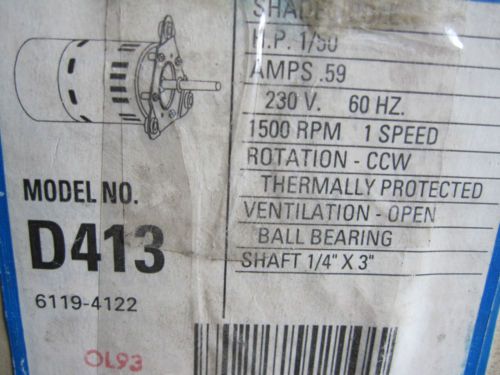 H.P. 1/50
AMPS .59
230 V. 60 HZ.
1500 RPM 1 SPEED
ROTATION - CCW
THERMALLY PROTECTED
VENTILATION - OPEN
BALL BEARING
SHAFT 1/4" X 3"
MODEL NO.
D413
6119-4122
OL93